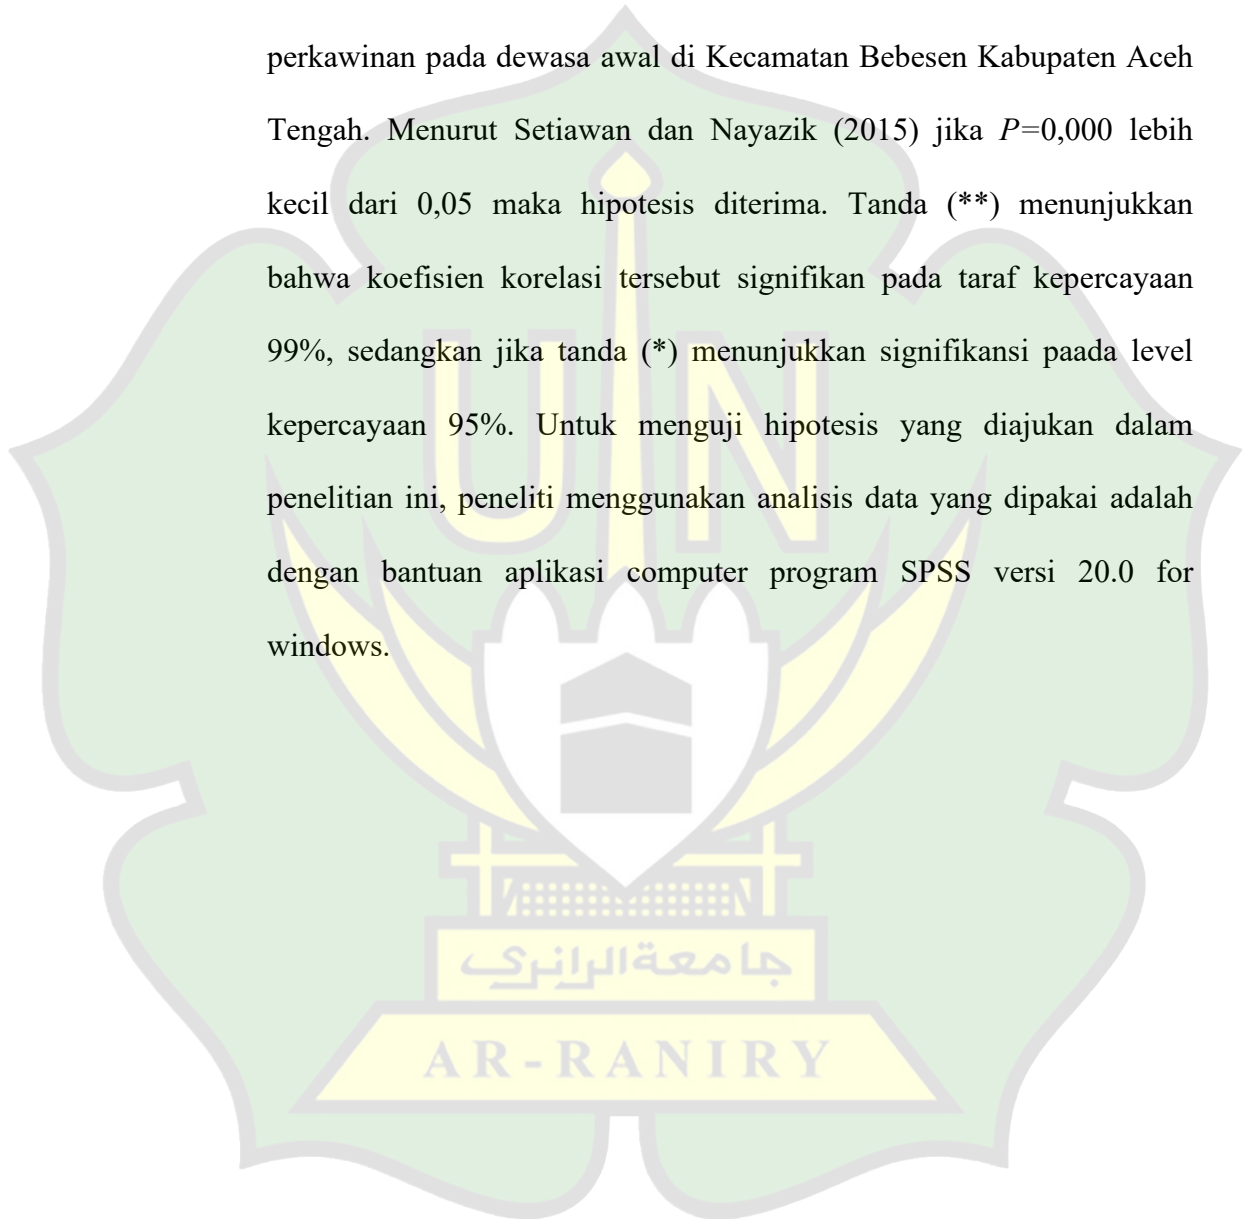 perkawinan pada dewasa awal di Kecamatan Bebesen Kabupaten Aceh
Tengah. Menurut Setiawan dan Nayazik (2015) jika P=0,000 lebih
kecil dari 0,05 maka hipotesis diterima. Tanda (**) menunjukkan
bahwa koefisien korelasi tersebut signifikan pada taraf kepercayaan
99%, sedangkan jika tanda (*) menunjukkan signifikansi paada level
kepercayaan 95%. Untuk menguji hipotesis yang diajukan dalam
penelitian ini, peneliti menggunakan analisis data yang dipakai adalah
dengan bantuan aplikasi computer program SPSS versi 20.0 for
windows.
UIN
جامعة الرانري
AR-RANIRY